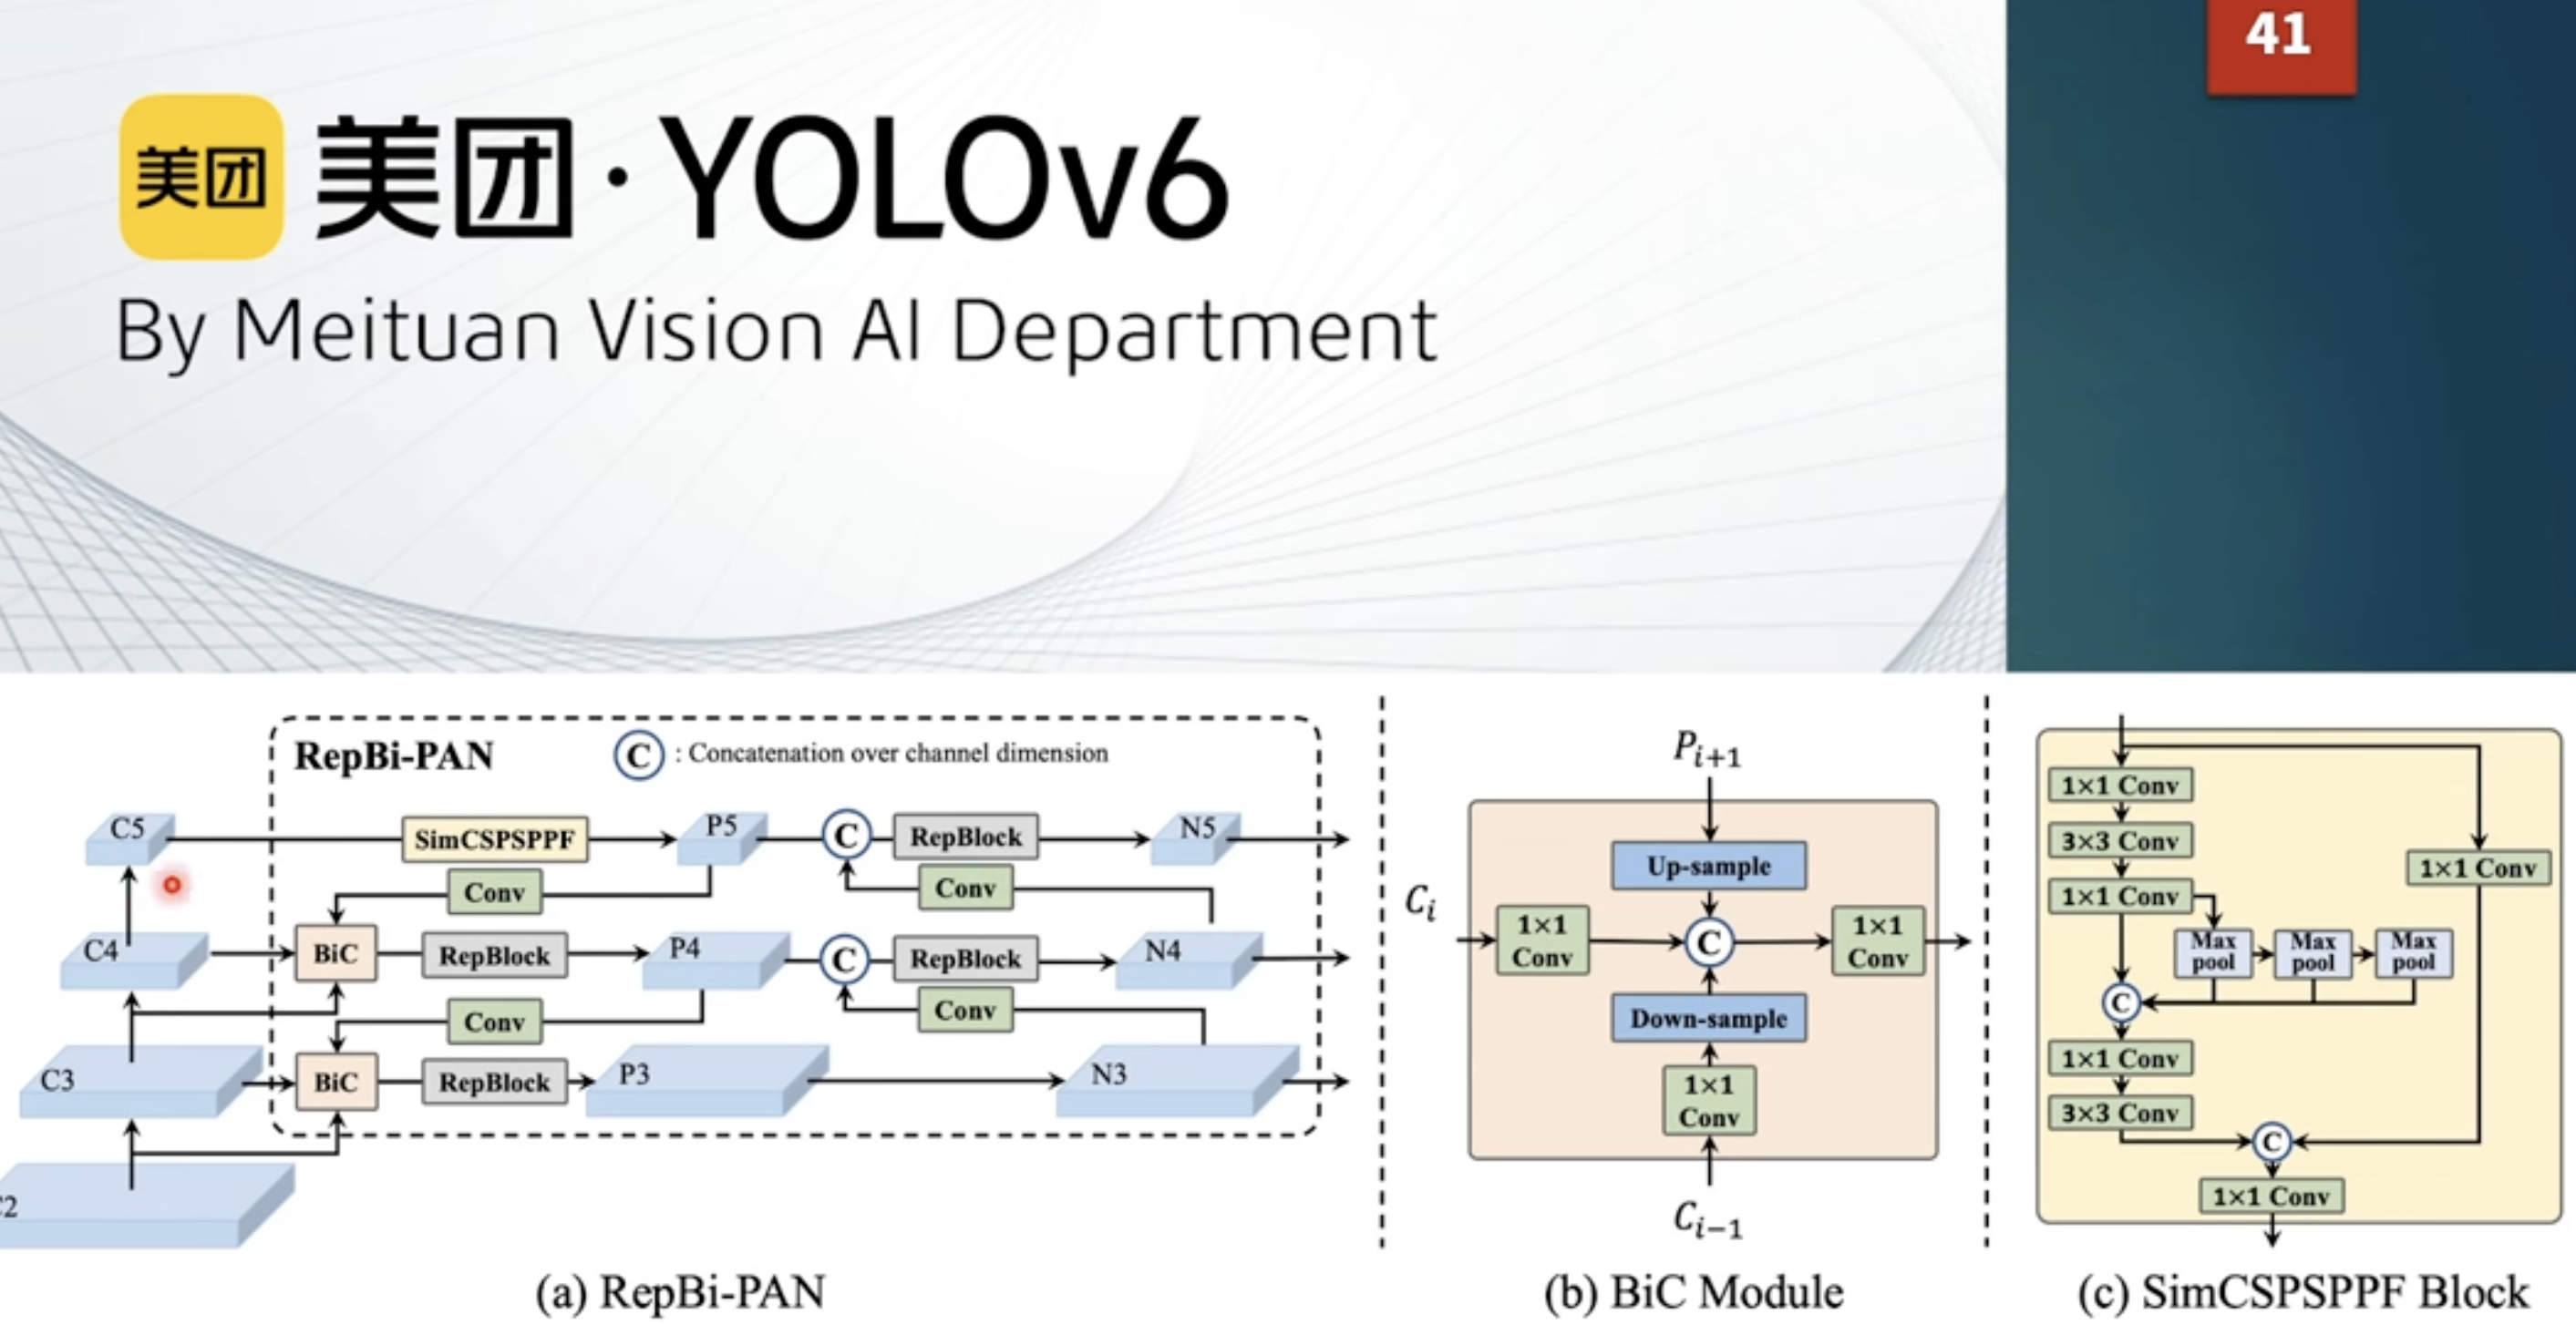 41
美团
美团·YOLOv6
By Meituan Vision AI Department
RepBi-PAN
C : Concatenation over channel dimension
C5
SimCSPSPPF
P5
C
RepBlock
N5
Conv
Conv
C4
BiC
RepBlock
P4
C
RepBlock
N4
Conv
Conv
C3
BiC
RepBlock
P3
N3
2
(a) RepBi-PAN
P_{i+1}
Up-sample
C_i
1×1
Conv
C
1×1
Conv
Down-sample
1×1
Conv
C_{i-1}
(b) BiC Module
1×1 Conv
3×3 Conv
1×1 Conv
1×1 Conv
Max
pool
Max
pool
Max
pool
C
1×1 Conv
3×3 Conv
C
1×1 Conv
(c) SimCSPSPPF Block